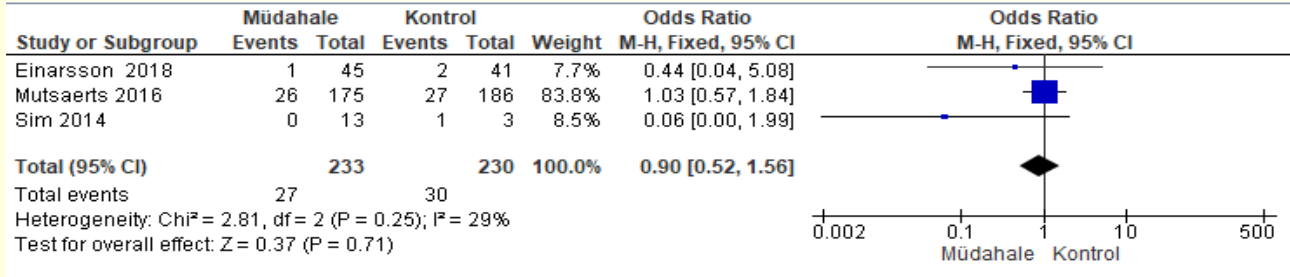 Müdahale Kontrol Odds Ratio Odds Ratio
Study or Subgroup Events Total Events Total Weight M-H, Fixed, 95% CI M-H, Fixed, 95% CI
Einarsson 2018 1 45 2 41 7.7% 0.44 [0.04, 5.08]
Mutsaerts 2016 26 175 27 186 83.8% 1.03 [0.57, 1.84]
Sim 2014 0 13 1 3 8.5% 0.06 [0.00, 1.99]
Total (95% CI) 233 230 100.0% 0.90 [0.52, 1.56]
Total events 27 30
Heterogeneity: Chi² = 2.81, df = 2 (P = 0.25); I² = 29%
Test for overall effect: Z = 0.37 (P = 0.71)
0.002 0.1 1 10 500
Müdahale Kontrol